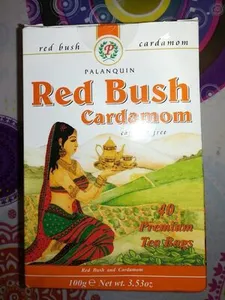 red bush cardamom
P
PALANQUIN
Red Bush
Cardamom
free
40
Premium
Tea Bags
Red Bush and Cardamom
100g e Net wt. 3.53oz